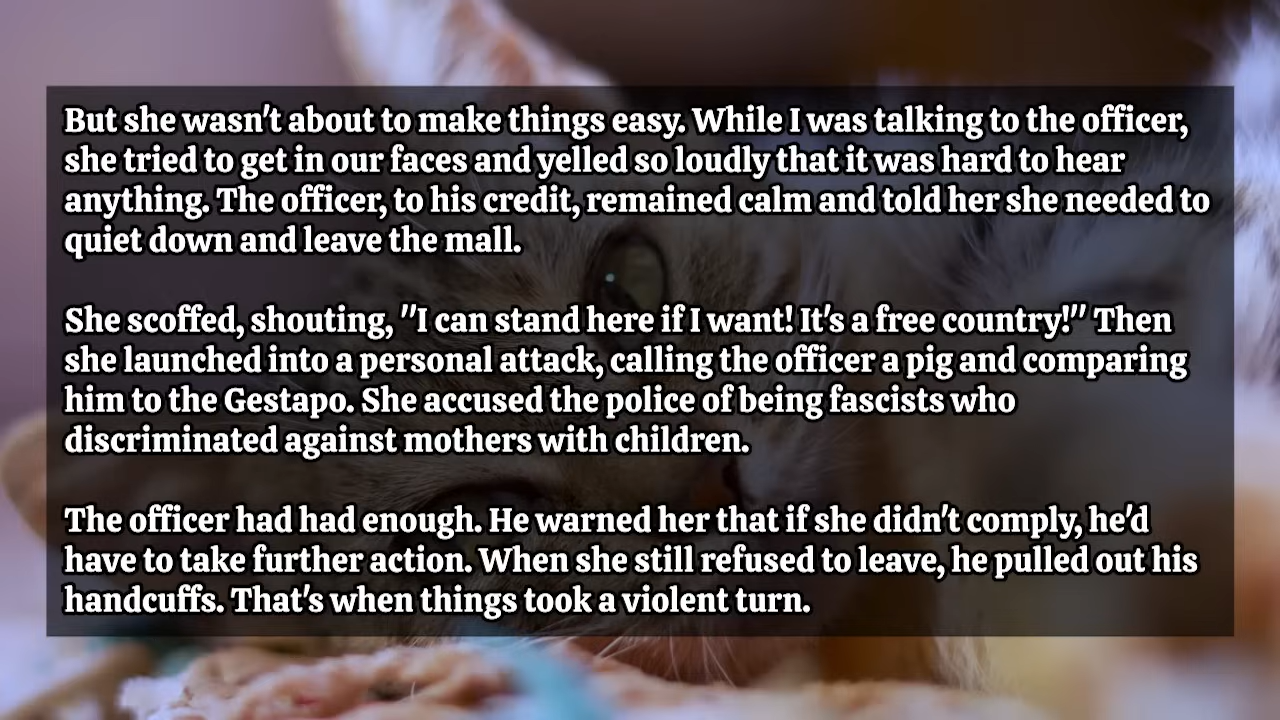 But she wasn't about to make things easy. While I was talking to the officer,
she tried to get in our faces and yelled so loudly that it was hard to hear
anything. The officer, to his credit, remained calm and told her she needed to
quiet down and leave the mall.
She scoffed, shouting, "I can stand here if I want! It's a free country!" Then
she launched into a personal attack, calling the officer a pig and comparing
him to the Gestapo. She accused the police of being fascists who
discriminated against mothers with children.
The officer had had enough. He warned her that if she didn't comply, he'd
have to take further action. When she still refused to leave, he pulled out his
handcuffs. That's when things took a violent turn.